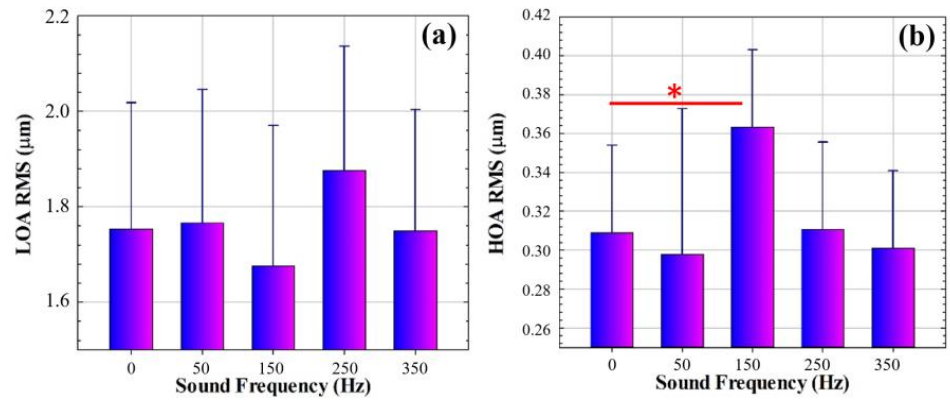 (a)
2.2
2.0
1.8
1.6
LOA RMS (μm)
0 50 150 250 350
Sound Frequency (Hz)
(b)
*
0.42
0.40
0.38
0.36
0.34
0.32
0.30
0.28
0.26
HOA RMS (μm)
0 50 150 250 350
Sound Frequency (Hz)